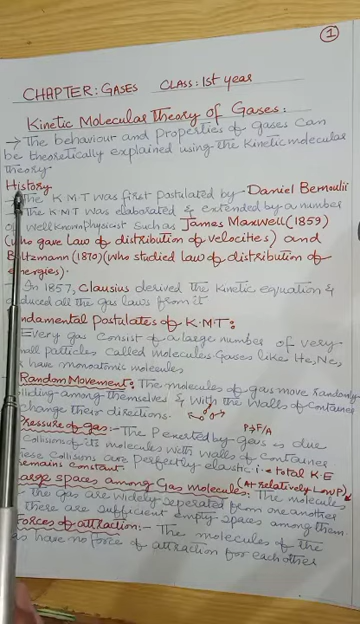 1
CHAPTER: GASES CLASS: 1st year
Kinetic Molecular Theory of Gases:
→ The behaviour and properties of gases can
be theoretically explained using the Kinetic molecular
theory
History
The K.M.T was first postulated by Daniel Bernoulii
The K.M.T was elaborated & extended by a number
well known physist such as James Maxwell (1859)
(who gave law of distribution of velocities) and
Boltzmann (1870) (who studied law of distribution of
energies).
In 1857, Clausius derived the Kinetic equation &
all the gas laws from it
Postulates of K.M.T:
Every gas consist of a large number of very
particles called molecules. Gases like He, Ne,
have monoatomic molecules
Random Movement: The molecules of gas move Randomly
among themselves & with the walls of Container
change their directions.
P=F/A
Pressure of gas:- The P exerted by gas is due
Collisions of its molecules with walls of container
These Collisions are perfectly elastic i.e total K.E
remains constant.
(At relatively Low P)
Large spaces among Gas molecules: The molecules
the gas are widely seperated from one another
There are sufficient empty spaces among them
Forces of attraction:- The molecules of the
have no force of attraction for each other